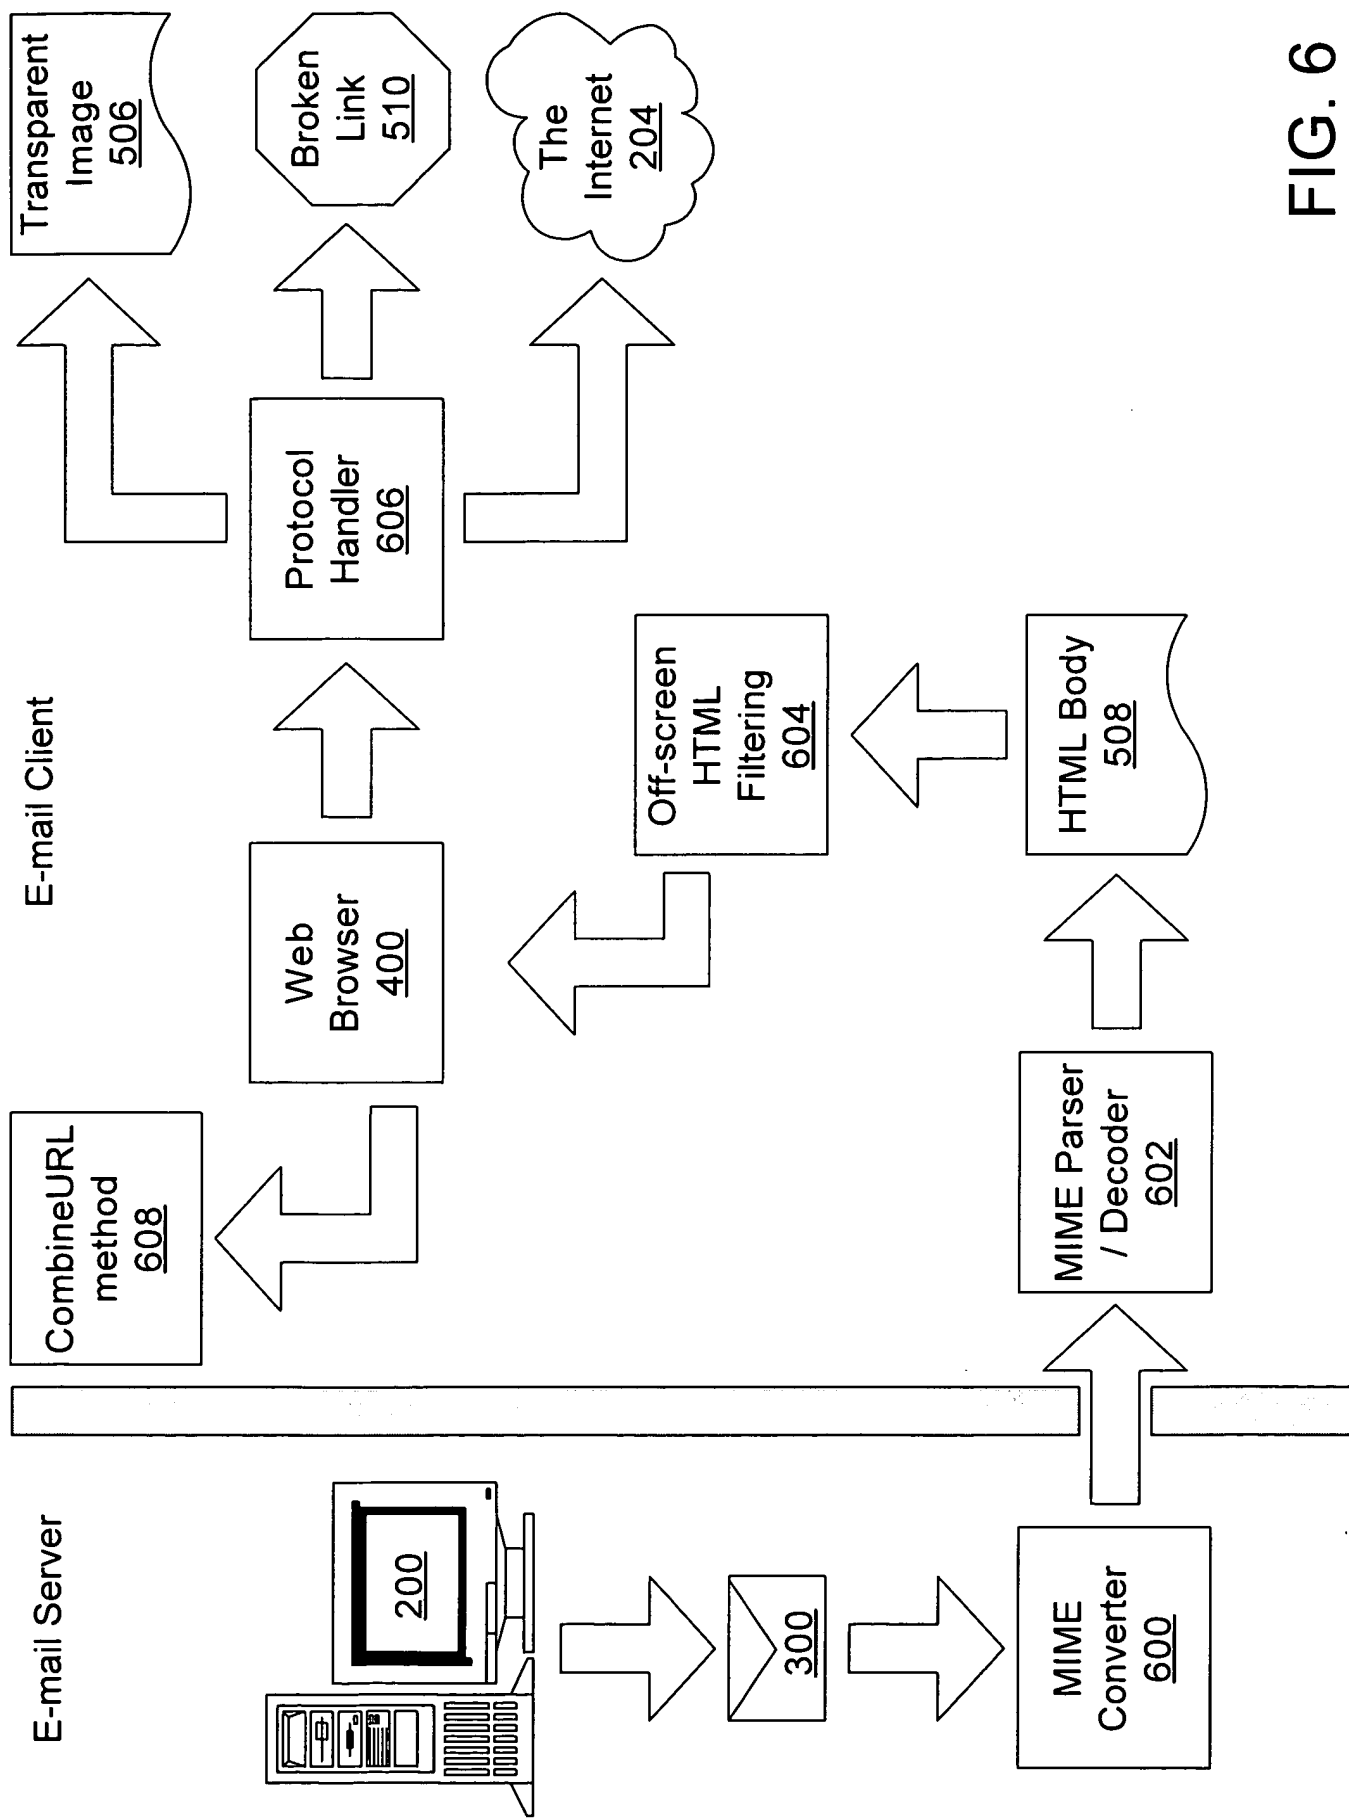 E-mail Server
E-mail Client
200
300
MIME
Converter
600
MIME Parser
/ Decoder
602
HTML Body
508
Off-screen
HTML
Filtering
604
Web
Browser
400
CombineURL
method
608
Protocol
Handler
606
Transparent
Image
506
Broken
Link
510
The
Internet
204
FIG. 6